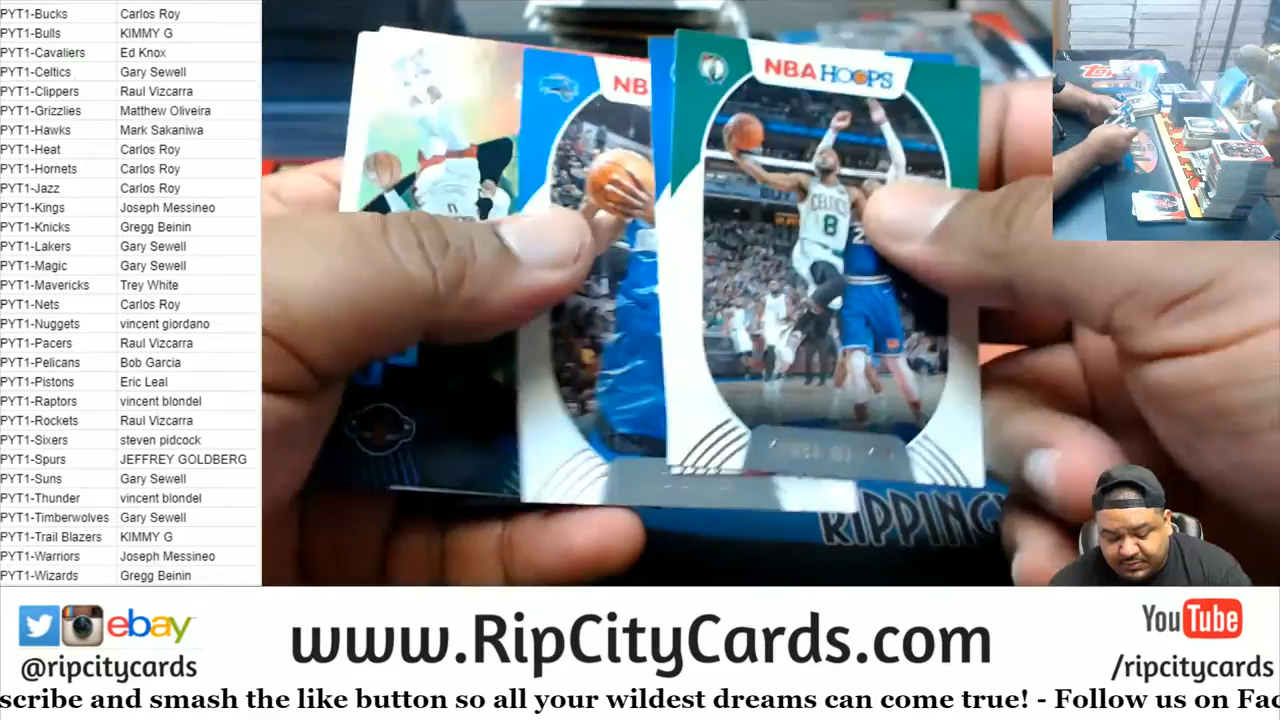 PYT1-Bucks Carlos Roy
PYT1-Bulls KIMMY G
PYT1-Cavaliers Ed Knox
PYT1-Celtics Gary Sewell
PYT1-Clippers Raul Vizcarra
PYT1-Grizzlies Matthew Oliveira
PYT1-Hawks Mark Sakaniwa
PYT1-Heat Carlos Roy
PYT1-Hornets Carlos Roy
PYT1-Jazz Carlos Roy
PYT1-Kings Joseph Messineo
PYT1-Knicks Gregg Beinin
PYT1-Lakers Gary Sewell
PYT1-Magic Gary Sewell
PYT1-Mavericks Trey White
PYT1-Nets Carlos Roy
PYT1-Nuggets vincent giordano
PYT1-Pacers Raul Vizcarra
PYT1-Pelicans Bob Garcia
PYT1-Pistons Eric Leal
PYT1-Raptors vincent blondel
PYT1-Rockets Raul Vizcarra
PYT1-Sixers steven pidcock
PYT1-Spurs JEFFREY GOLDBERG
PYT1-Suns Gary Sewell
PYT1-Thunder vincent blondel
PYT1-Timberwolves Gary Sewell
PYT1-Trail Blazers KIMMY G
PYT1-Warriors Joseph Messineo
PYT1-Wizards Gregg Beinin
NB
NBA HOOPS
CELTICS
8
0
RIPPING
topps
ebay
@ripcitycards
www.RipCityCards.com
YouTube
/ripcitycards
scribe and smash the like button so all your wildest dreams can come true! - Follow us on Fac